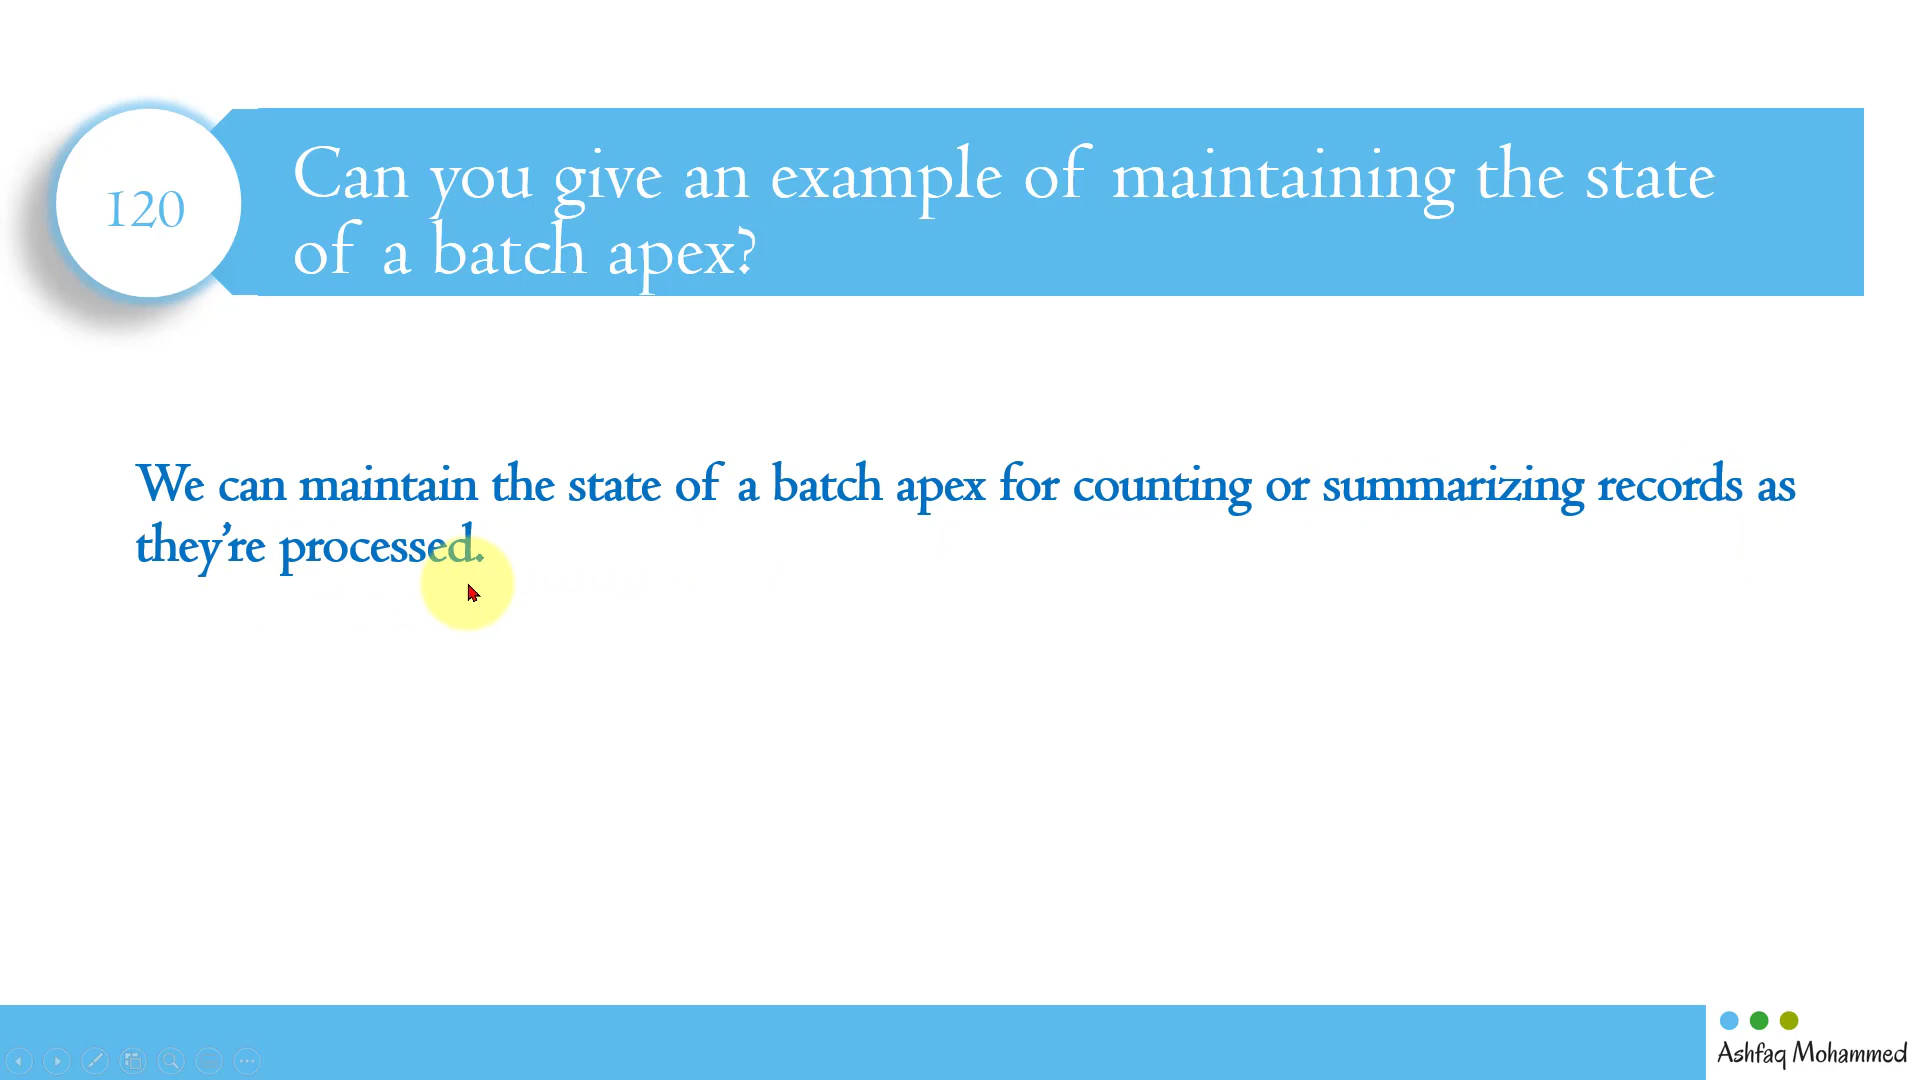 120
Can you give an example of maintaining the state
of a batch apex?
We can maintain the state of a batch apex for counting or summarizing records as
they’re processed.
Ashfaq Mohammed